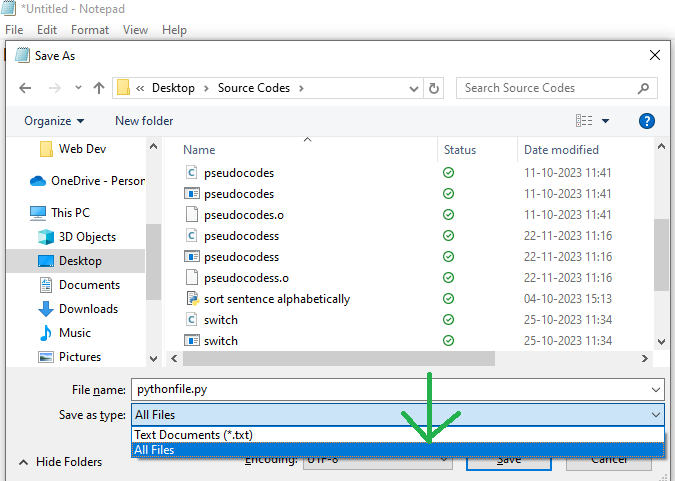 *Untitled - Notepad
File Edit Format View Help
Save As
« Desktop > Source Codes >
Search Source Codes
Organize
New folder
Name Status Date modified
Web Dev
OneDrive - Person
This PC
3D Objects
Desktop
Documents
Downloads
Music
Pictures
pseudocodes 11-10-2023 11:41
pseudocodes 11-10-2023 11:41
pseudocodes.o 11-10-2023 11:41
pseudocodess 22-11-2023 11:16
pseudocodess 22-11-2023 11:16
pseudocodess.o 22-11-2023 11:16
sort sentence alphabetically 04-10-2023 15:13
switch 25-10-2023 11:34
switch 25-10-2023 11:34
File name: pythonfile.py
Save as type: All Files
Text Documents (*.txt)
All Files
Hide Folders
Encoding: UTF-8
Save
Cancel